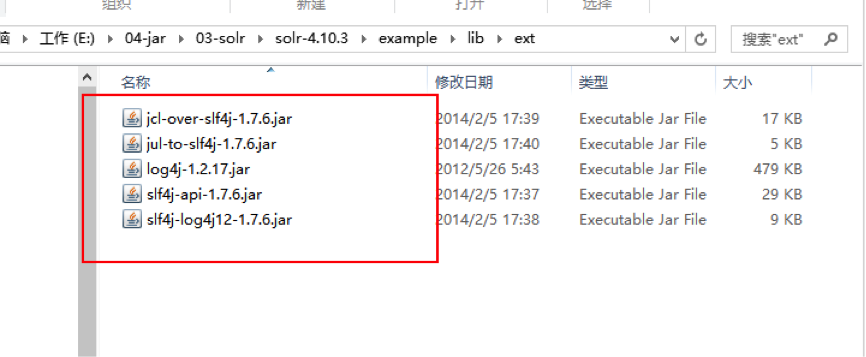 组织 新建 打开 选择
脑 工作 (E:) 04-jar 03-solr solr-4.10.3 example lib ext 搜索"ext"
名称 修改日期 类型 大小
jcl-over-slf4j-1.7.6.jar 2014/2/5 17:39 Executable Jar File 17 KB
jul-to-slf4j-1.7.6.jar 2014/2/5 17:40 Executable Jar File 5 KB
log4j-1.2.17.jar 2012/5/26 5:43 Executable Jar File 479 KB
slf4j-api-1.7.6.jar 2014/2/5 17:37 Executable Jar File 29 KB
slf4j-log4j12-1.7.6.jar 2014/2/5 17:38 Executable Jar File 9 KB